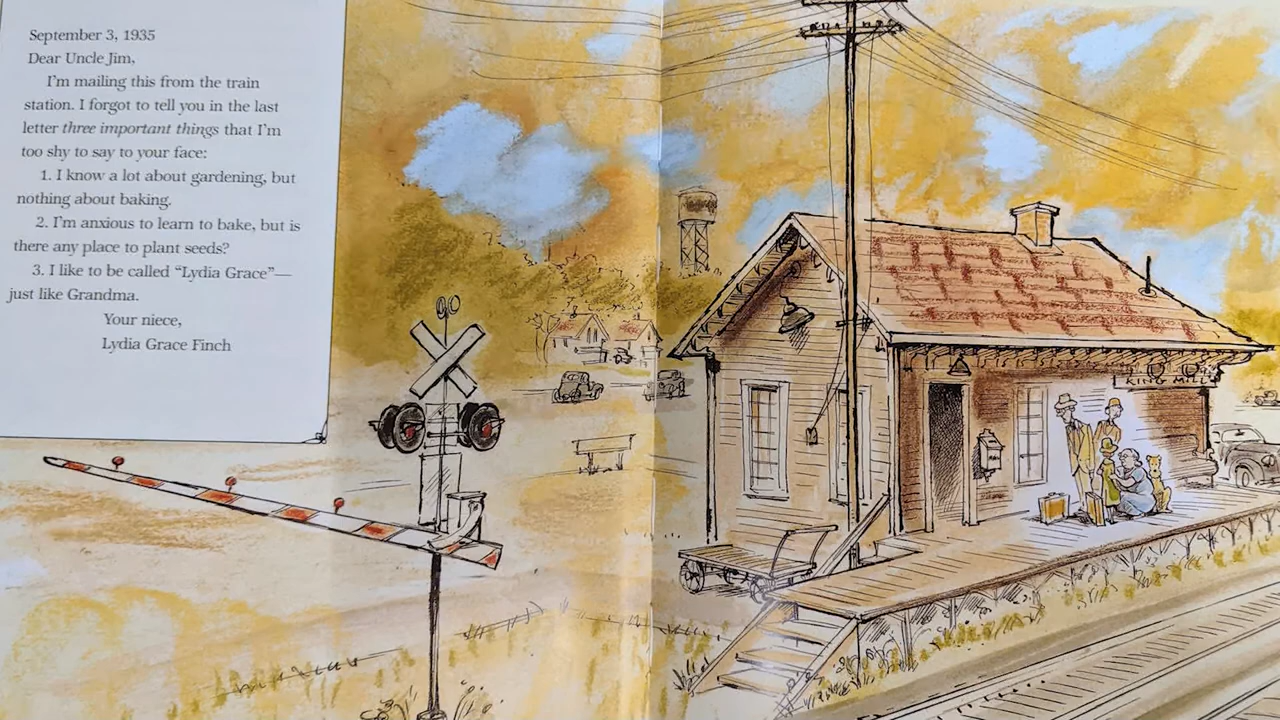 September 3, 1935
Dear Uncle Jim,
I'm mailing this from the train
station. I forgot to tell you in the last
letter three important things that I'm
too shy to say to your face:
1. I know a lot about gardening, but
nothing about baking.
2. I'm anxious to learn to bake, but is
there any place to plant seeds?
3. I like to be called “Lydia Grace”—
just like Grandma.
Your niece,
Lydia Grace Finch